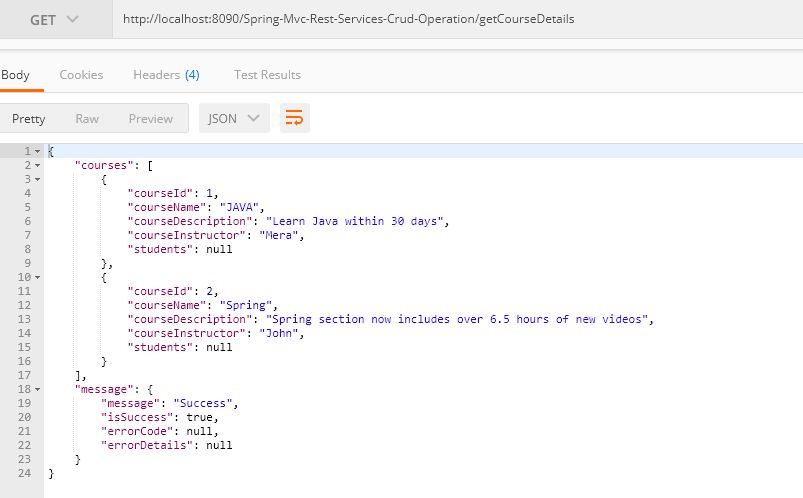 GET http://localhost:8090/Spring-Mvc-Rest-Services-Crud-Operation/getCourseDetails
Body Cookies Headers (4) Test Results
Pretty Raw Preview JSON
1 {
2 "courses": [
3 {
4 "courseId": 1,
5 "courseName": "JAVA",
6 "courseDescription": "Learn Java within 30 days",
7 "courseInstructor": "Mera",
8 "students": null
9 },
10 {
11 "courseId": 2,
12 "courseName": "Spring",
13 "courseDescription": "Spring section now includes over 6.5 hours of new videos",
14 "courseInstructor": "John",
15 "students": null
16 }
17 ],
18 "message": {
19 "message": "Success",
20 "isSuccess": true,
21 "errorCode": null,
22 "errorDetails": null
23 }
24 }